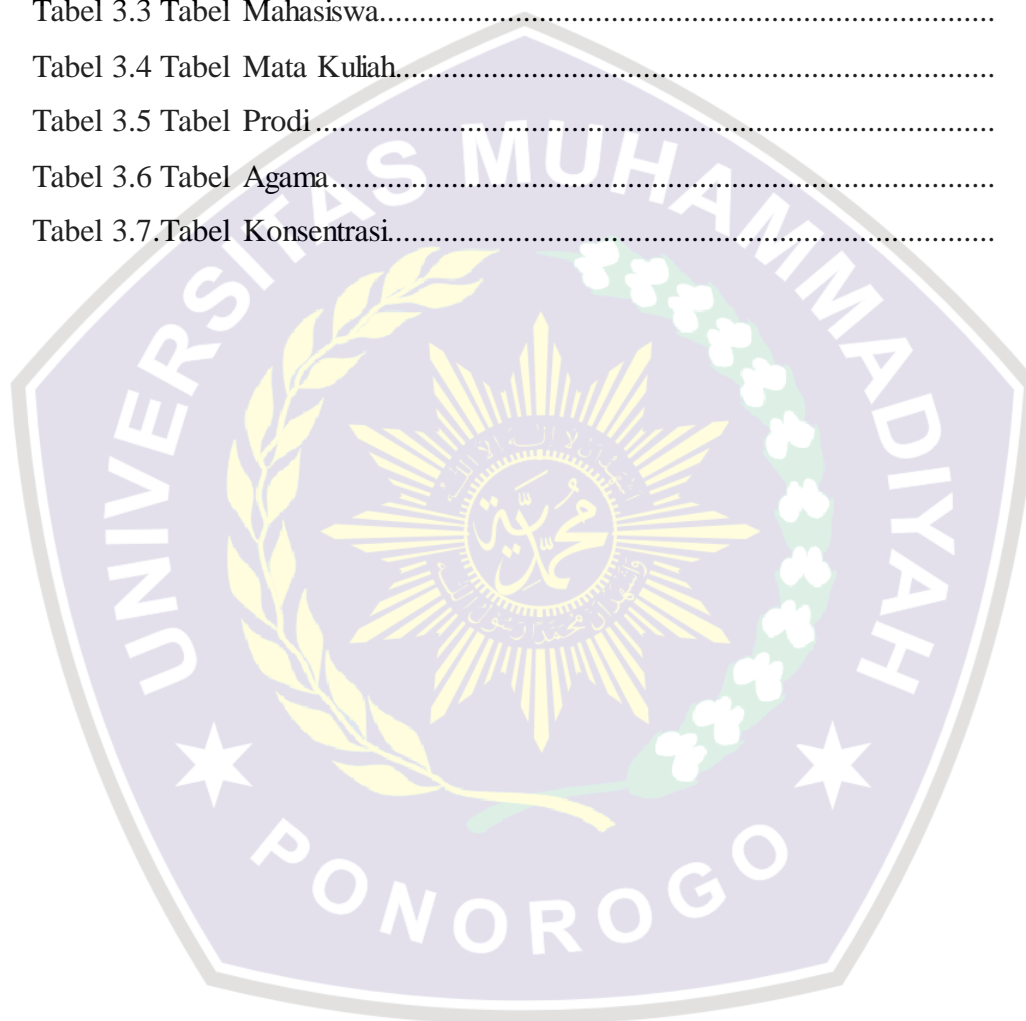 Tabel 3.3 Tabel Mahasiswa..............................................................................
Tabel 3.4 Tabel Mata Kuliah...........................................................................
Tabel 3.5 Tabel Prodi.....................................................................................
Tabel 3.6 Tabel Agama...................................................................................
Tabel 3.7.Tabel Konsentrasi............................................................................
UNIVERSITAS MUHAMMADIYAH
محمدية
PONOROGO